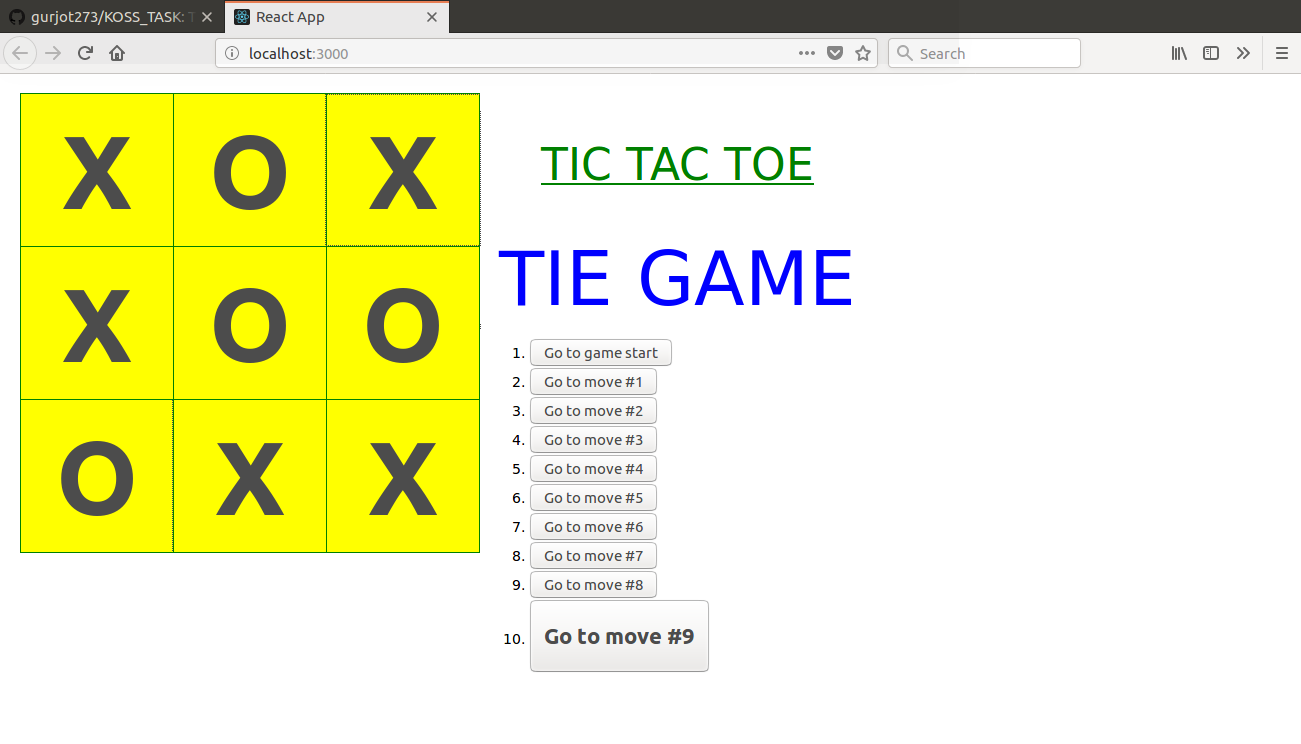 gurjot273/KOSS_TASK: T
React App
localhost:3000
Search
X O X
X O O
O X X
TIC TAC TOE
TIE GAME
1. Go to game start
2. Go to move #1
3. Go to move #2
4. Go to move #3
5. Go to move #4
6. Go to move #5
7. Go to move #6
8. Go to move #7
9. Go to move #8
10. Go to move #9